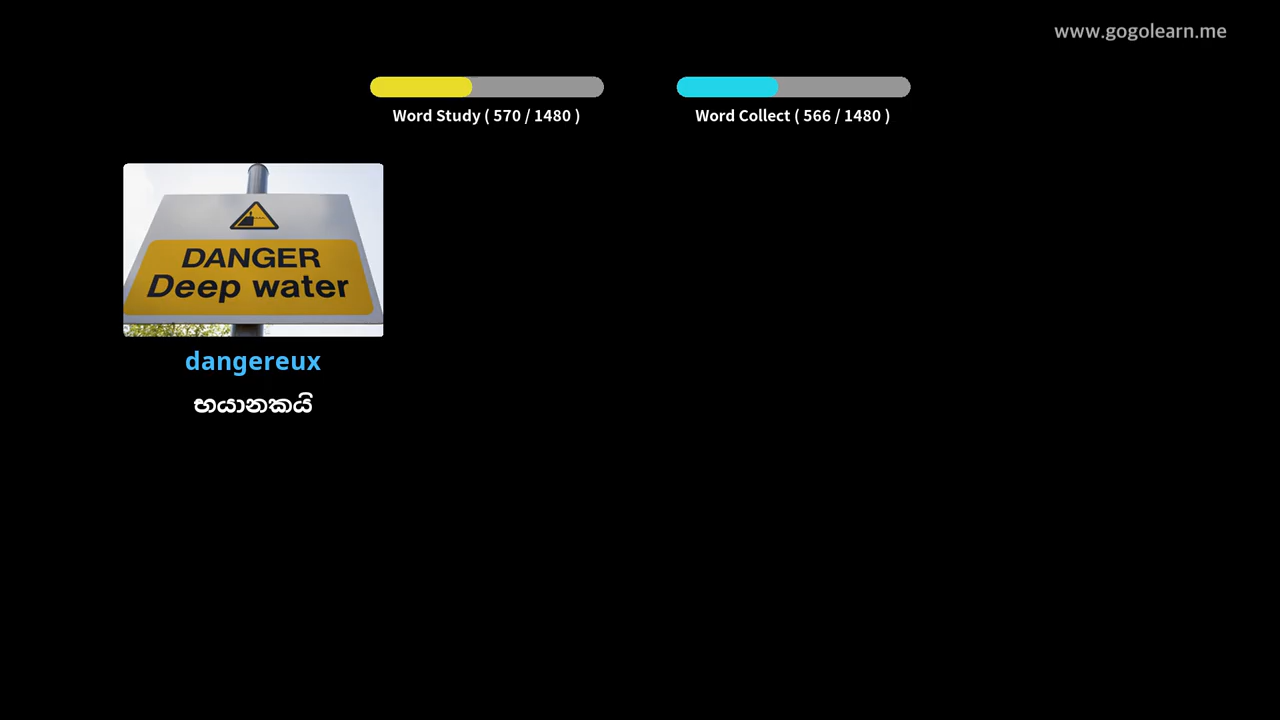 www.gogolearn.me
Word Study ( 570 / 1480 )
Word Collect ( 566 / 1480 )
DANGER
Deep water
dangereux
භයානකයි